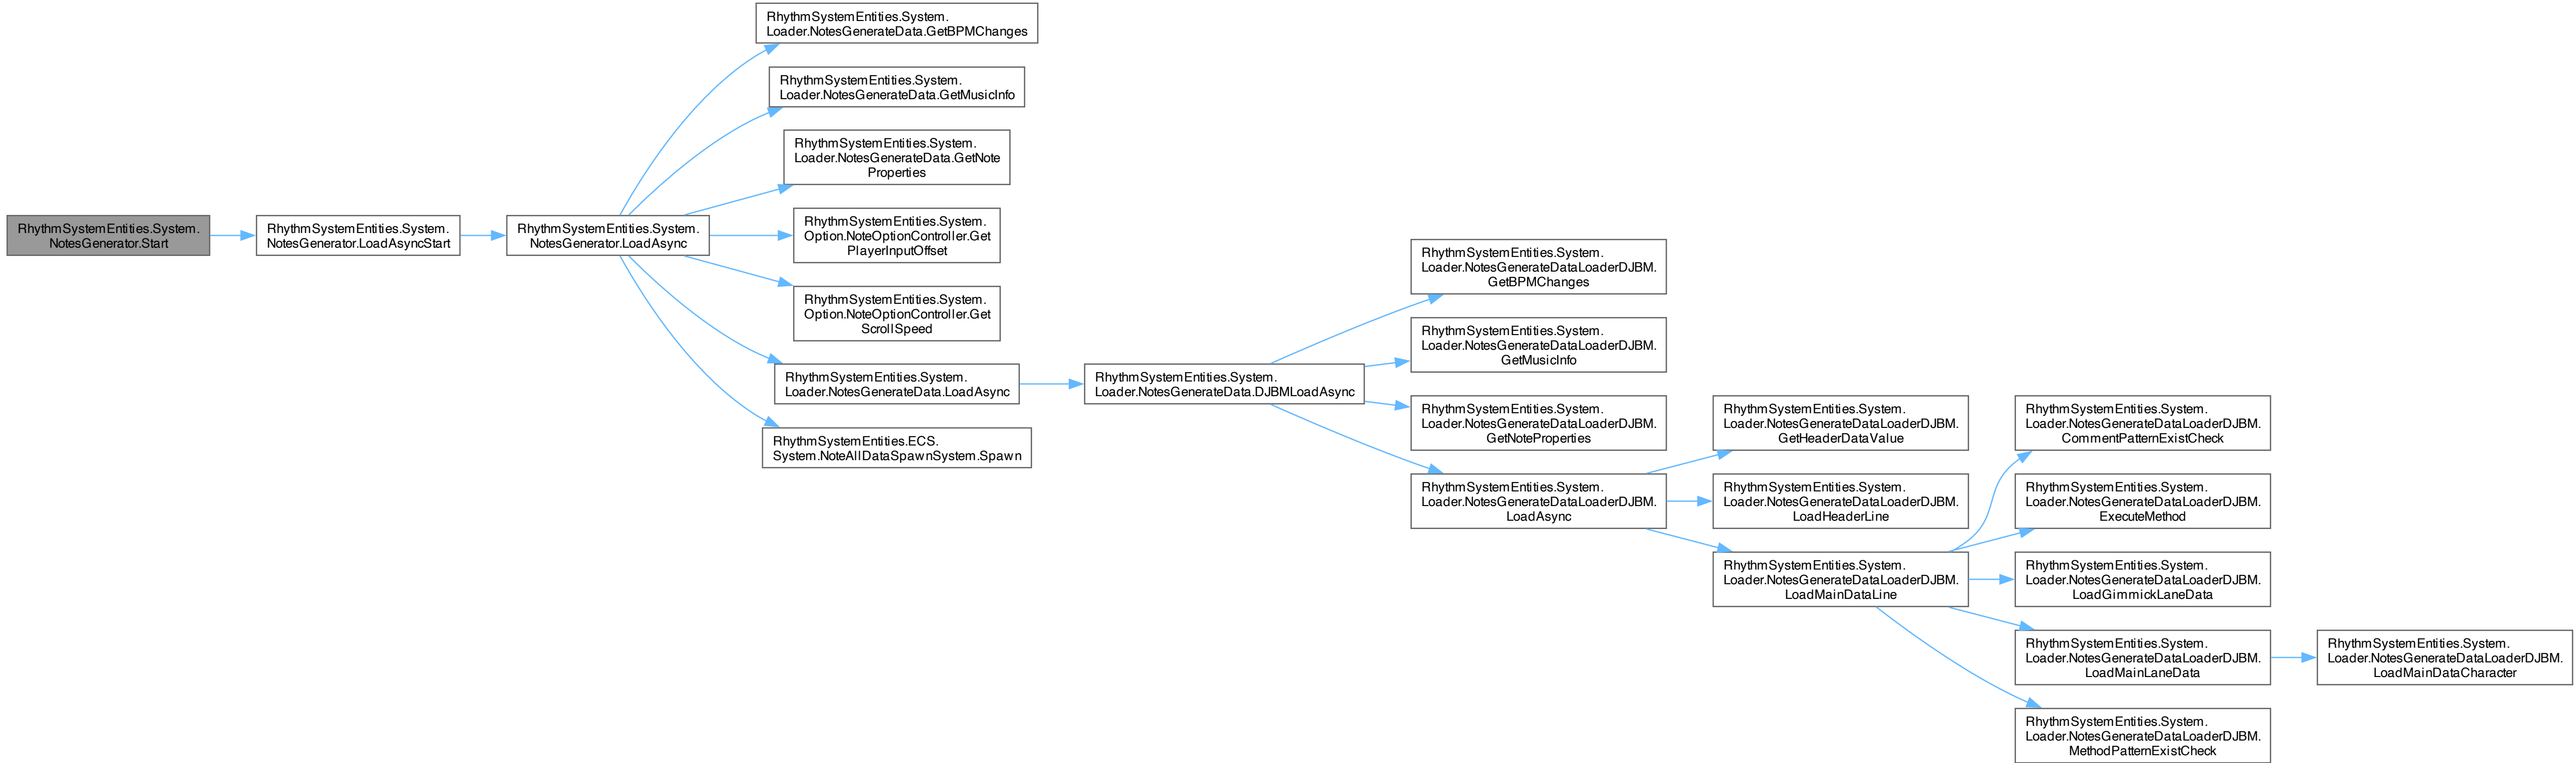 RhythmSystemEntities.System.
NotesGenerator.Start
RhythmSystemEntities.System.
NotesGenerator.LoadAsyncStart
RhythmSystemEntities.System.
NotesGenerator.LoadAsync
RhythmSystemEntities.System.
Loader.NotesGenerateData.GetBPMChanges
RhythmSystemEntities.System.
Loader.NotesGenerateData.GetMusicInfo
RhythmSystemEntities.System.
Loader.NotesGenerateData.GetNote
Properties
RhythmSystemEntities.System.
Option.NoteOptionController.Get
PlayerInputOffset
RhythmSystemEntities.System.
Option.NoteOptionController.Get
ScrollSpeed
RhythmSystemEntities.System.
Loader.NotesGenerateData.LoadAsync
RhythmSystemEntities.ECS.
System.NoteAllDataSpawnSystem.Spawn
RhythmSystemEntities.System.
Loader.NotesGenerateData.DJBMLoadAsync
RhythmSystemEntities.System.
Loader.NotesGenerateDataLoaderDJBM.
GetBPMChanges
RhythmSystemEntities.System.
Loader.NotesGenerateDataLoaderDJBM.
GetMusicInfo
RhythmSystemEntities.System.
Loader.NotesGenerateDataLoaderDJBM.
GetNoteProperties
RhythmSystemEntities.System.
Loader.NotesGenerateDataLoaderDJBM.
LoadAsync
RhythmSystemEntities.System.
Loader.NotesGenerateDataLoaderDJBM.
GetHeaderDataValue
RhythmSystemEntities.System.
Loader.NotesGenerateDataLoaderDJBM.
LoadHeaderLine
RhythmSystemEntities.System.
Loader.NotesGenerateDataLoaderDJBM.
LoadMainDataLine
RhythmSystemEntities.System.
Loader.NotesGenerateDataLoaderDJBM.
CommentPatternExistCheck
RhythmSystemEntities.System.
Loader.NotesGenerateDataLoaderDJBM.
ExecuteMethod
RhythmSystemEntities.System.
Loader.NotesGenerateDataLoaderDJBM.
LoadGimmickLaneData
RhythmSystemEntities.System.
Loader.NotesGenerateDataLoaderDJBM.
LoadMainLaneData
RhythmSystemEntities.System.
Loader.NotesGenerateDataLoaderDJBM.
MethodPatternExistCheck
RhythmSystemEntities.System.
Loader.NotesGenerateDataLoaderDJBM.
LoadMainDataCharacter